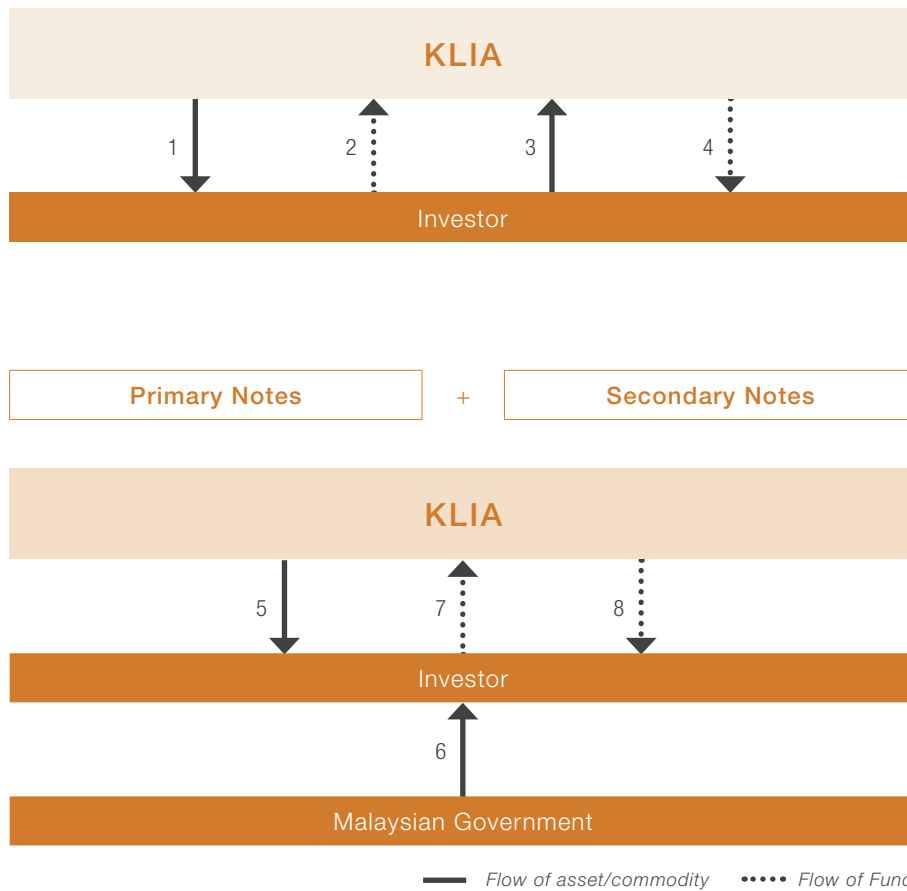 KLIA
1 2 3 4
Investor
Primary Notes + Secondary Notes
KLIA
5 7 8
Investor
6
Malaysian Government
Flow of asset/commodity Flow of Func